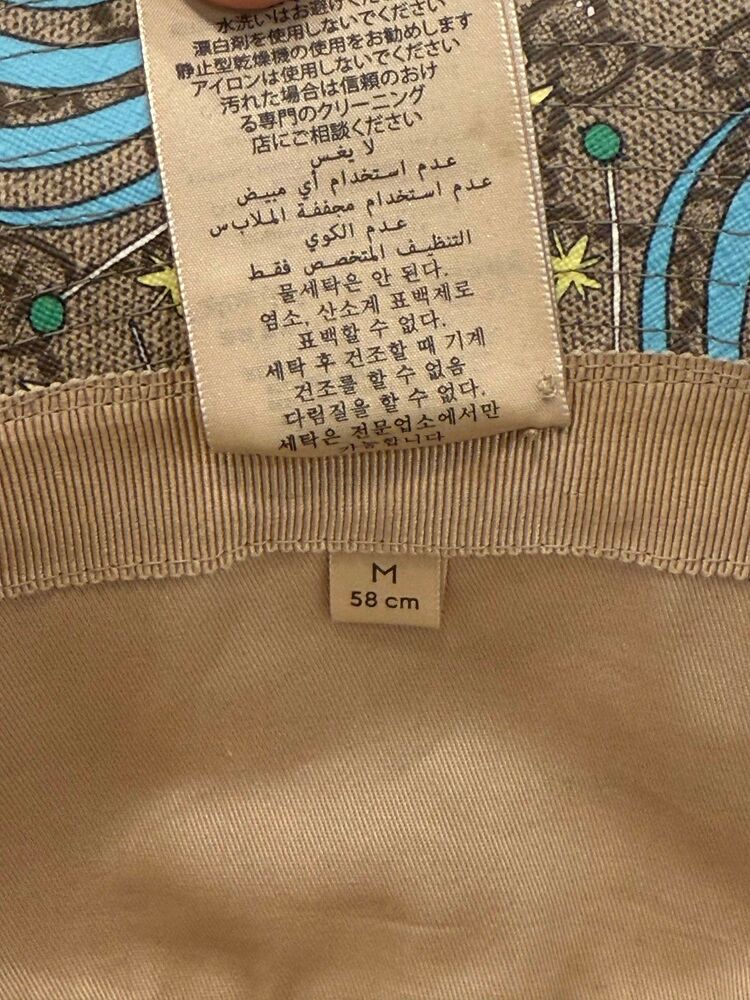 水洗いはお避けください
漂白剤を使用しないでください
静止型乾燥機の使用をお勧めします
アイロンは使用しないでください
汚れた場合は信頼のおけ
る専門のクリーニング
店にご相談ください
لا يغسل
عدم استخدام أي مبيض
عدم استخدام مجففة الملابس
عدم الكوي
التنظيف المتخصص فقط
물세탁은 안 된다.
염소, 산소계 표백제로
표백할 수 없다.
세탁 후 건조할 때 기계
건조를 할 수 없음
다림질을 할 수 없다.
세탁은 전문업소에서만
가능합니다
M
58 cm